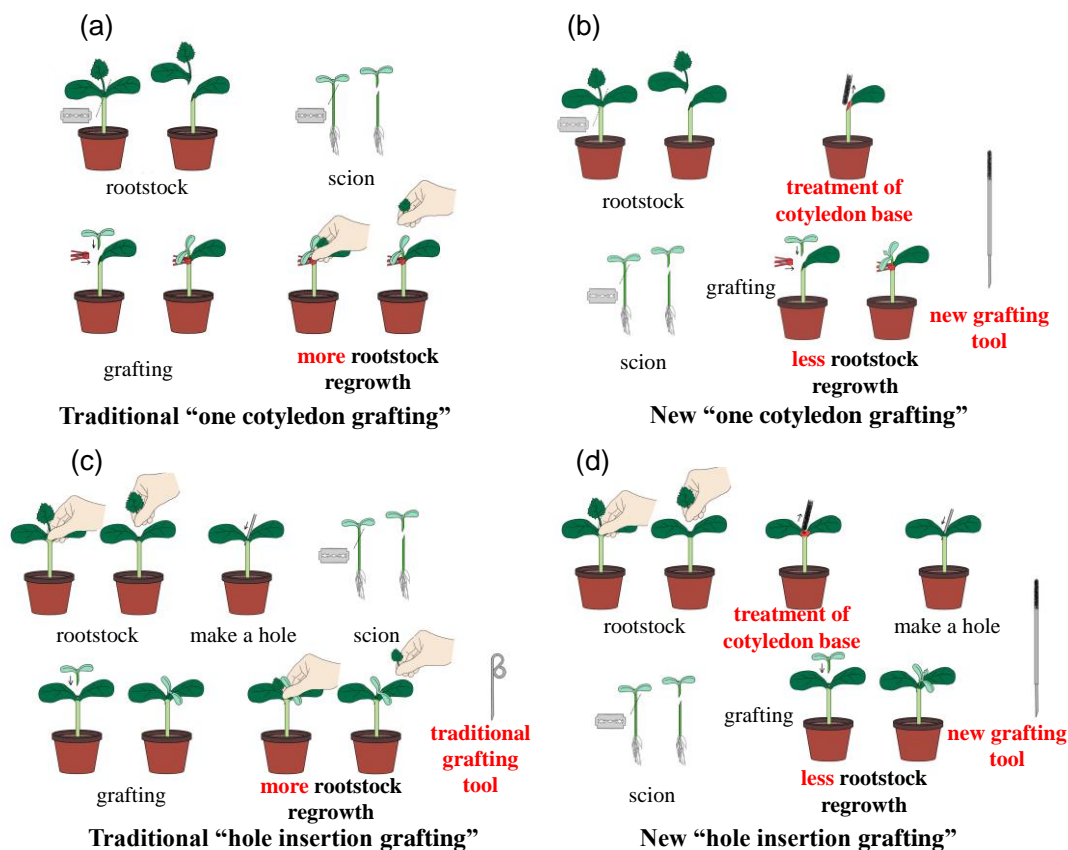 (a)
rootstock
scion
grafting
more rootstock
regrowth
Traditional “one cotyledon grafting”
(b)
rootstock
treatment of
cotyledon base
scion
grafting
less rootstock
regrowth
new grafting
tool
New “one cotyledon grafting”
(c)
rootstock
make a hole
scion
grafting
more rootstock
regrowth
traditional
grafting
tool
Traditional “hole insertion grafting”
(d)
rootstock
treatment of
cotyledon base
make a hole
scion
grafting
less rootstock
regrowth
new grafting
tool
New “hole insertion grafting”